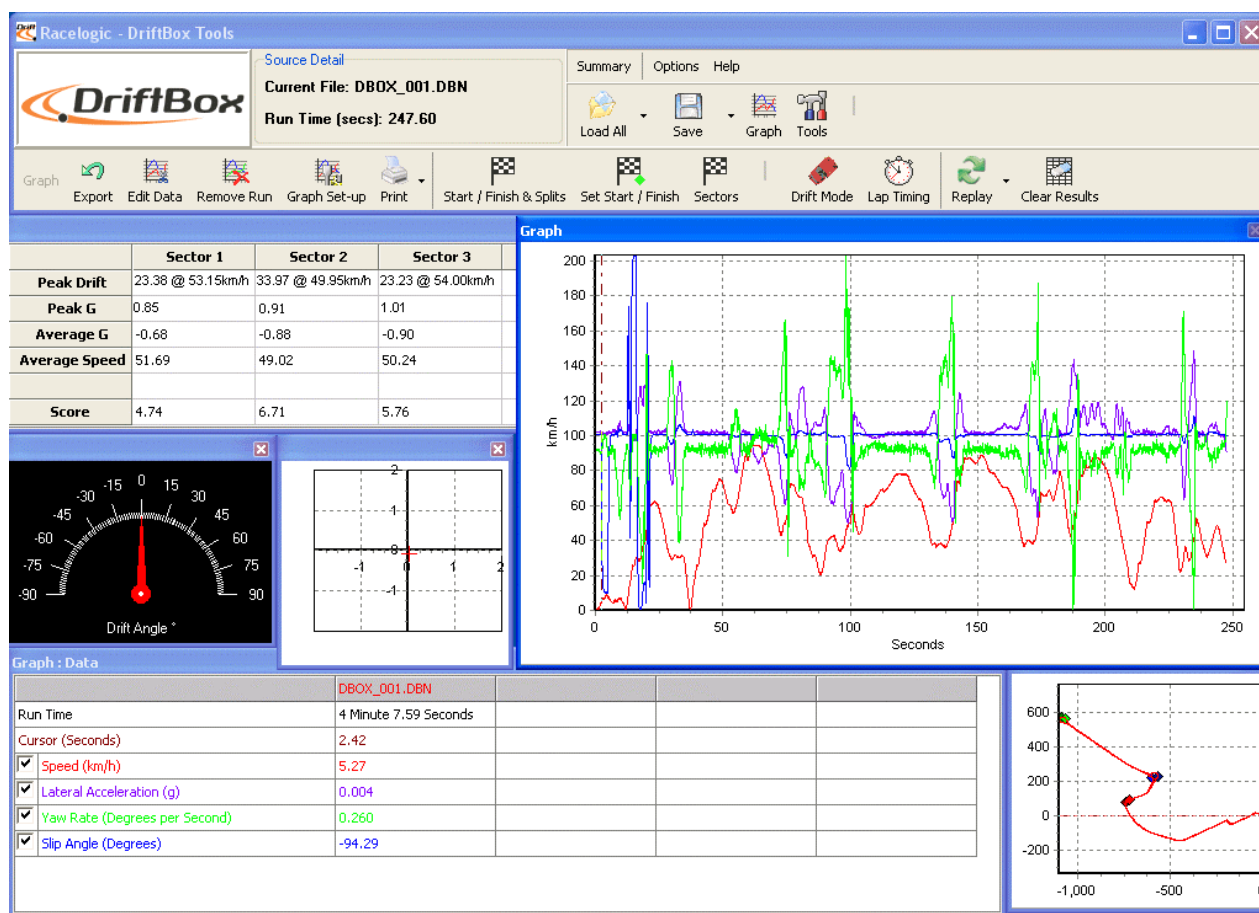 Racelogic - DriftBox Tools
DriftBox
Source Detail
Current File: DBOX_001.DBN
Run Time (secs): 247.60
Summary Options Help
Load All Save Graph Tools
Graph Export Edit Data Remove Run Graph Set-up Print Start / Finish & Splits Set Start / Finish Sectors Drift Mode Lap Timing Replay Clear Results
Sector 1 Sector 2 Sector 3
Peak Drift 23.38 @ 53.15km/h 33.97 @ 49.95km/h 23.23 @ 54.00km/h
Peak G 0.85 0.91 1.01
Average G -0.68 -0.88 -0.90
Average Speed 51.69 49.02 50.24
Score 4.74 6.71 5.76
-90 -75 -60 -45 -30 -15 0 15 30 45 60 75 90
Drift Angle °
2
1
-1 0 1 2
-1
Graph
200
180
160
140
120
100
80
60
40
20
0
km/h
0 50 100 150 200 250
Seconds
Graph : Data
DBOX_001.DBN
Run Time 4 Minute 7.59 Seconds
Cursor (Seconds) 2.42
Speed (km/h) 5.27
Lateral Acceleration (g) 0.004
Yaw Rate (Degrees per Second) 0.260
Slip Angle (Degrees) -94.29
600
400
200
0
-200
-1,000 -500